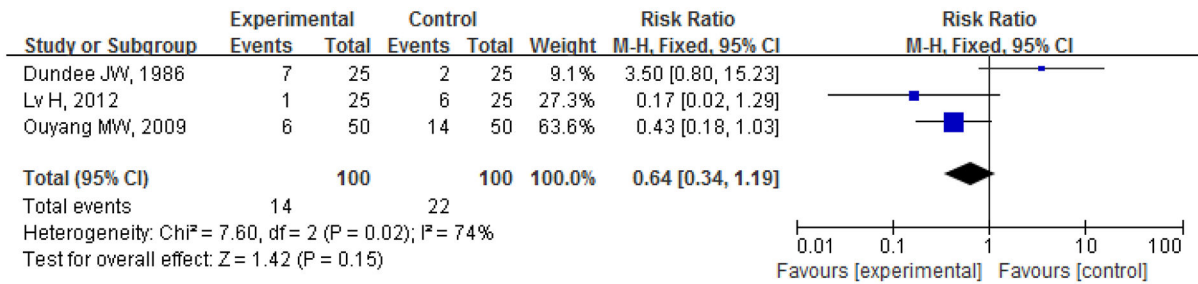 Experimental Control Risk Ratio Risk Ratio
Study or Subgroup Events Total Events Total Weight M-H, Fixed, 95% CI M-H, Fixed, 95% CI
Dundee JW, 1986 7 25 2 25 9.1% 3.50 [0.80, 15.23]
Lv H, 2012 1 25 6 25 27.3% 0.17 [0.02, 1.29]
Ouyang MW, 2009 6 50 14 50 63.6% 0.43 [0.18, 1.03]
Total (95% CI) 100 100 100.0% 0.64 [0.34, 1.19]
Total events 14 22
Heterogeneity: Chi² = 7.60, df = 2 (P = 0.02); I² = 74%
Test for overall effect: Z = 1.42 (P = 0.15)
0.01 0.1 1 10 100
Favours [experimental] Favours [control]